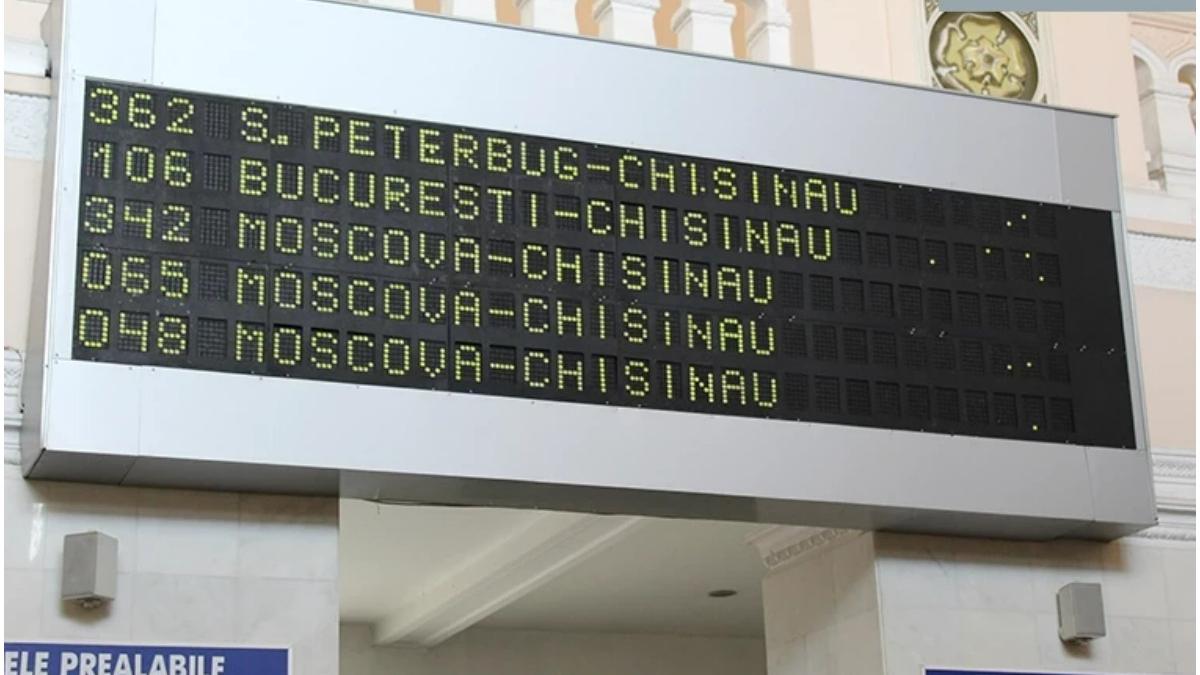 362 S. PETERBUG-CHISINAU
106 BUCURESTI-CHISINAU
342 MOSCOVA-CHISINAU
065 MOSCOVA-CHISINAU
048 MOSCOVA-CHISINAU
ELE PREALABILE